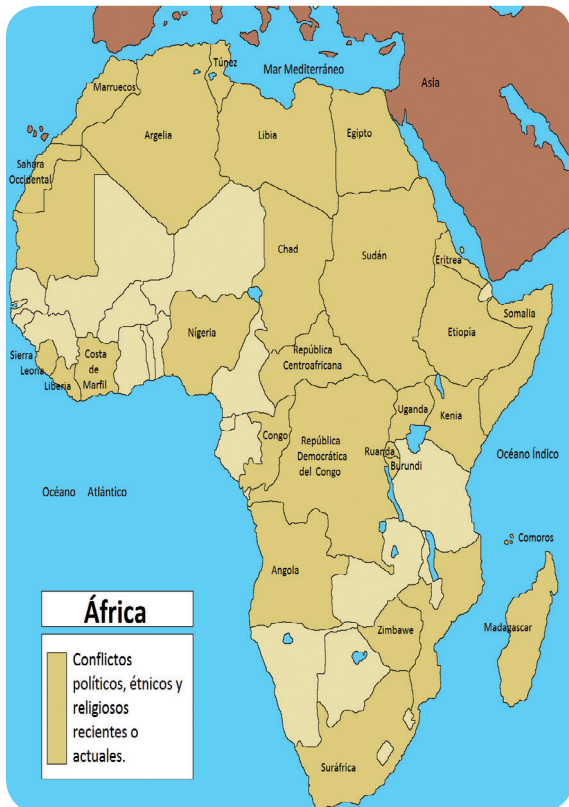 Túnez
Mar Mediterráneo
Asia
Marruecos
Argelia
Libia
Egipto
Sahara
Occidental
Chad
Sudán
Eritrea
Somalia
Nigeria
Etiopía
Sierra
Leona
Costa
de
Marfil
Liberia
República
Centroafricana
Uganda
Kenia
Congo
República
Democrática
del Congo
Ruanda
Burundi
Océano Índico
Océano Atlántico
Comoros
Angola
Zimbawe
Madagascar
Suráfrica
África
Conflictos
políticos, étnicos y
religiosos
recientes o
actuales.